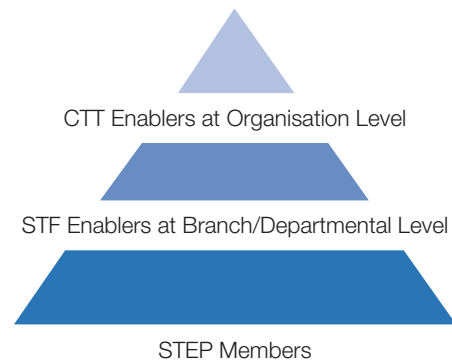 CTT Enablers at Organisation Level
STF Enablers at Branch/Departmental Level
STEP Members